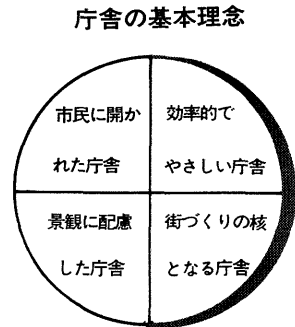 庁舎の基本理念
市民に開か
れた庁舎
効率的で
やさしい庁舎
景観に配慮
した庁舎
街づくりの核
となる庁舎